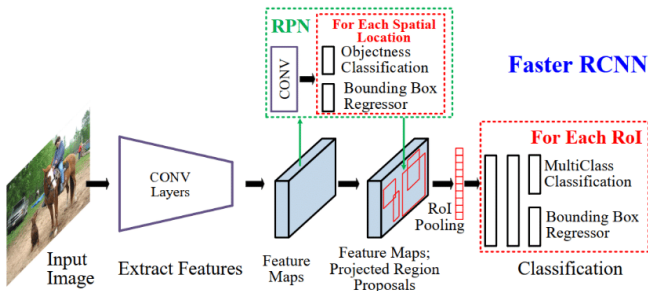 RPN
For Each Spatial
Location
CONV
Objectness
Classification
Bounding Box
Regressor
Faster RCNN
CONV
Layers
RoI
Pooling
For Each RoI
MultiClass
Classification
Bounding Box
Regressor
Input
Image
Extract Features
Feature
Maps
Feature Maps;
Projected Region
Proposals
Classification